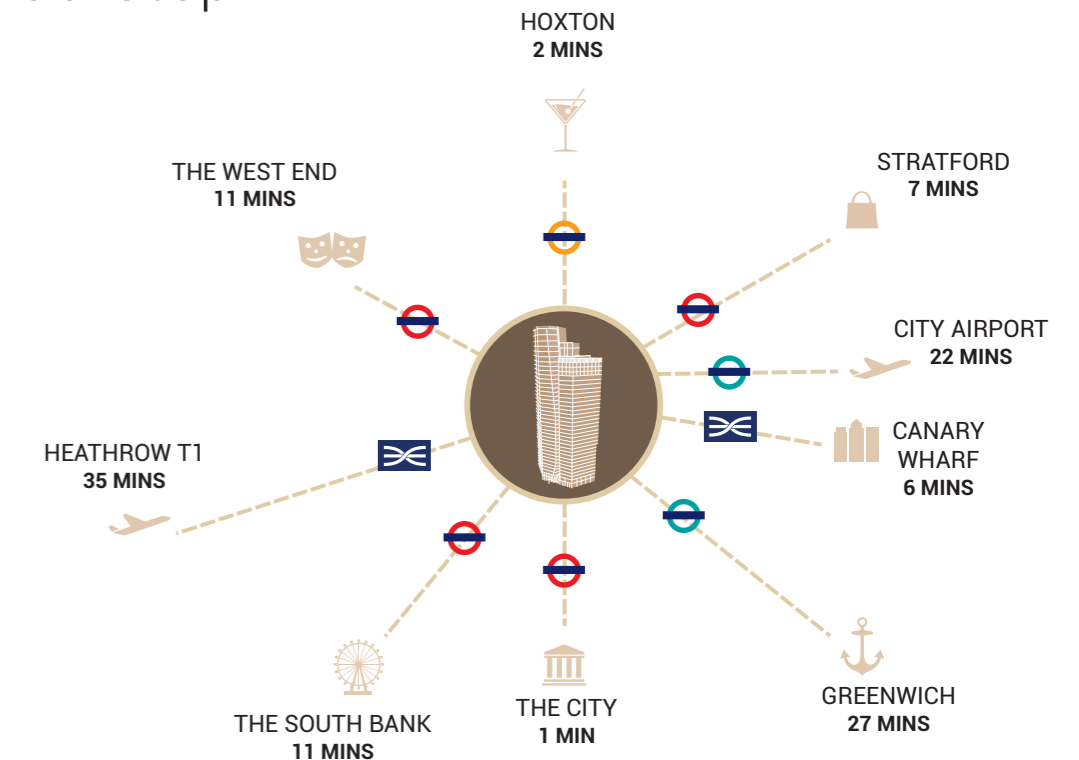 HOXTON
2 MINS
THE WEST END
11 MINS
STRATFORD
7 MINS
CITY AIRPORT
22 MINS
CANARY
WHARF
6 MINS
HEATHROW T1
35 MINS
GREENWICH
27 MINS
THE CITY
1 MIN
THE SOUTH BANK
11 MINS